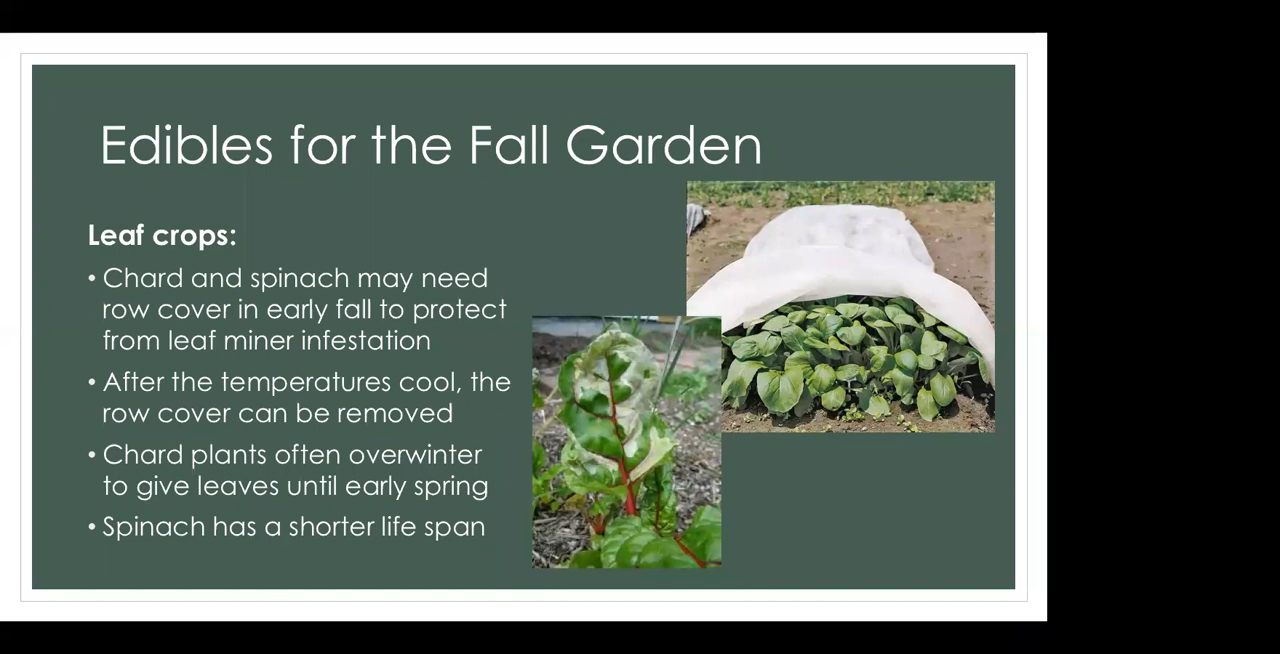 Edibles for the Fall Garden
Leaf crops:
• Chard and spinach may need
row cover in early fall to protect
from leaf miner infestation
• After the temperatures cool, the
row cover can be removed
• Chard plants often overwinter
to give leaves until early spring
• Spinach has a shorter life span